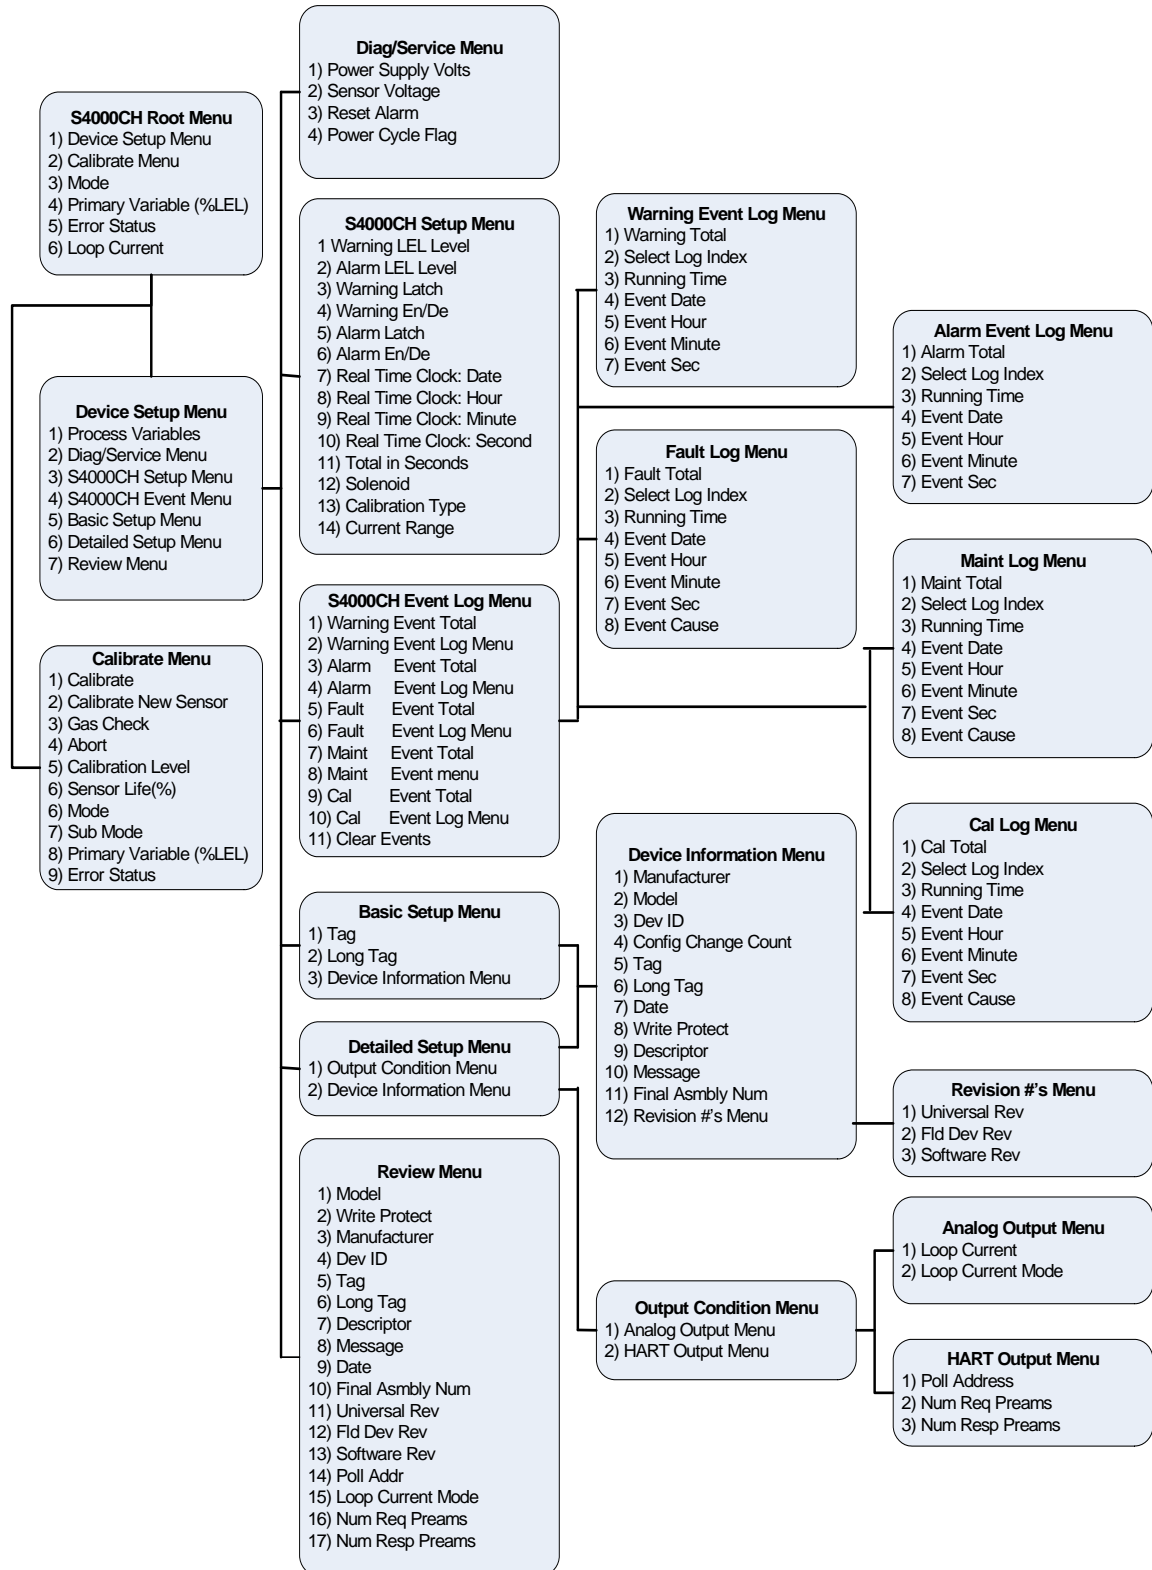 S4000CH Root Menu
1) Device Setup Menu
2) Calibrate Menu
3) Mode
4) Primary Variable (%LEL)
5) Error Status
6) Loop Current
Device Setup Menu
1) Process Variables
2) Diag/Service Menu
3) S4000CH Setup Menu
4) S4000CH Event Menu
5) Basic Setup Menu
6) Detailed Setup Menu
7) Review Menu
Calibrate Menu
1) Calibrate
2) Calibrate New Sensor
3) Gas Check
4) Abort
5) Calibration Level
6) Sensor Life(%)
6) Mode
7) Sub Mode
8) Primary Variable (%LEL)
9) Error Status
Diag/Service Menu
1) Power Supply Volts
2) Sensor Voltage
3) Reset Alarm
4) Power Cycle Flag
S4000CH Setup Menu
1 Warning LEL Level
2) Alarm LEL Level
3) Warning Latch
4) Warning En/De
5) Alarm Latch
6) Alarm En/De
7) Real Time Clock: Date
8) Real Time Clock: Hour
9) Real Time Clock: Minute
10) Real Time Clock: Second
11) Total in Seconds
12) Solenoid
13) Calibration Type
14) Current Range
S4000CH Event Log Menu
1) Warning Event Total
2) Warning Event Log Menu
3) Alarm Event Total
4) Alarm Event Log Menu
5) Fault Event Total
6) Fault Event Log Menu
7) Maint Event Total
8) Maint Event menu
9) Cal Event Total
10) Cal Event Log Menu
11) Clear Events
Basic Setup Menu
1) Tag
2) Long Tag
3) Device Information Menu
Detailed Setup Menu
1) Output Condition Menu
2) Device Information Menu
Review Menu
1) Model
2) Write Protect
3) Manufacturer
4) Dev ID
5) Tag
6) Long Tag
7) Descriptor
8) Message
9) Date
10) Final Asmbly Num
11) Universal Rev
12) Fld Dev Rev
13) Software Rev
14) Poll Addr
15) Loop Current Mode
16) Num Req Preams
17) Num Resp Preams
Warning Event Log Menu
1) Warning Total
2) Select Log Index
3) Running Time
4) Event Date
5) Event Hour
6) Event Minute
7) Event Sec
Fault Log Menu
1) Fault Total
2) Select Log Index
3) Running Time
4) Event Date
5) Event Hour
6) Event Minute
7) Event Sec
8) Event Cause
Device Information Menu
1) Manufacturer
2) Model
3) Dev ID
4) Config Change Count
5) Tag
6) Long Tag
7) Date
8) Write Protect
9) Descriptor
10) Message
11) Final Asmbly Num
12) Revision #'s Menu
Output Condition Menu
1) Analog Output Menu
2) HART Output Menu
Alarm Event Log Menu
1) Alarm Total
2) Select Log Index
3) Running Time
4) Event Date
5) Event Hour
6) Event Minute
7) Event Sec
Maint Log Menu
1) Maint Total
2) Select Log Index
3) Running Time
4) Event Date
5) Event Hour
6) Event Minute
7) Event Sec
8) Event Cause
Cal Log Menu
1) Cal Total
2) Select Log Index
3) Running Time
4) Event Date
5) Event Hour
6) Event Minute
7) Event Sec
8) Event Cause
Revision #'s Menu
1) Universal Rev
2) Fld Dev Rev
3) Software Rev
Analog Output Menu
1) Loop Current
2) Loop Current Mode
HART Output Menu
1) Poll Address
2) Num Req Preams
3) Num Resp Preams